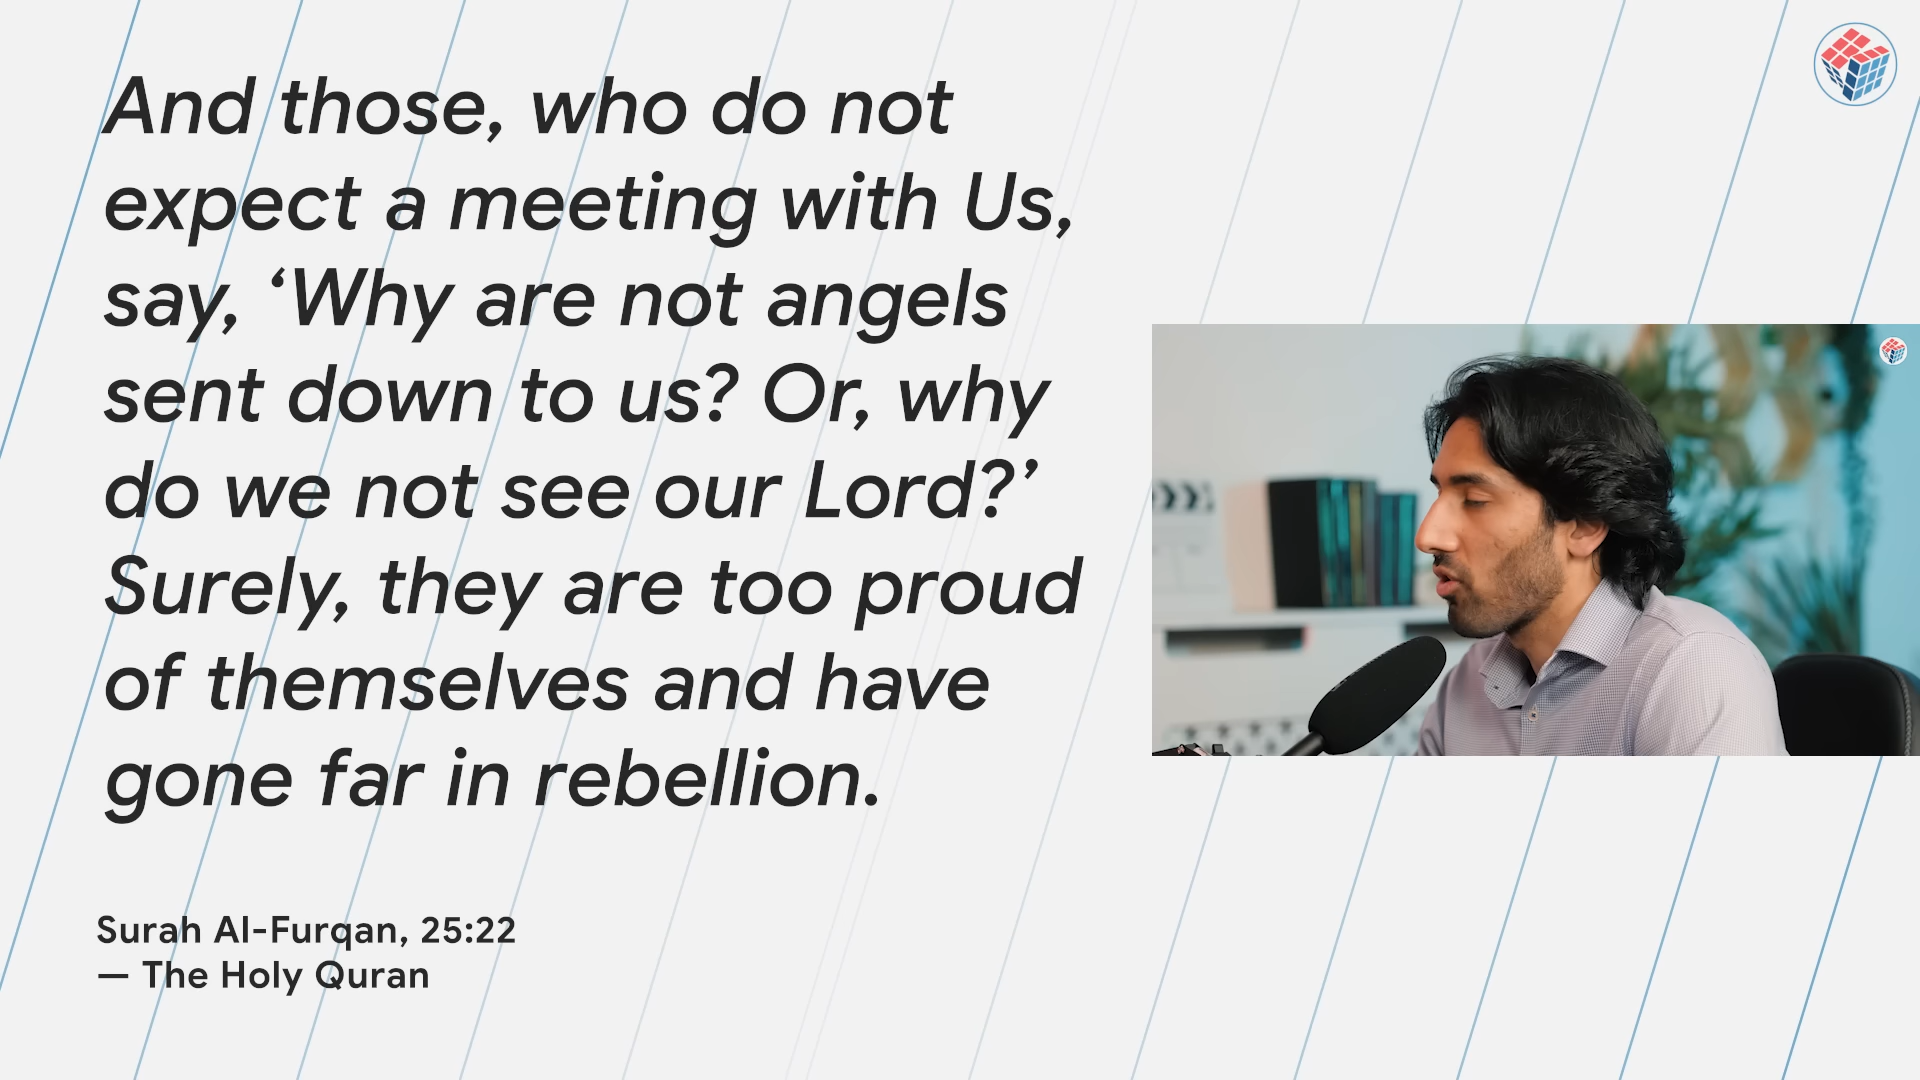 And those, who do not
expect a meeting with Us,
say, ‘Why are not angels
sent down to us? Or, why
do we not see our Lord?’
Surely, they are too proud
of themselves and have
gone far in rebellion.
Surah Al-Furqan, 25:22
— The Holy Quran